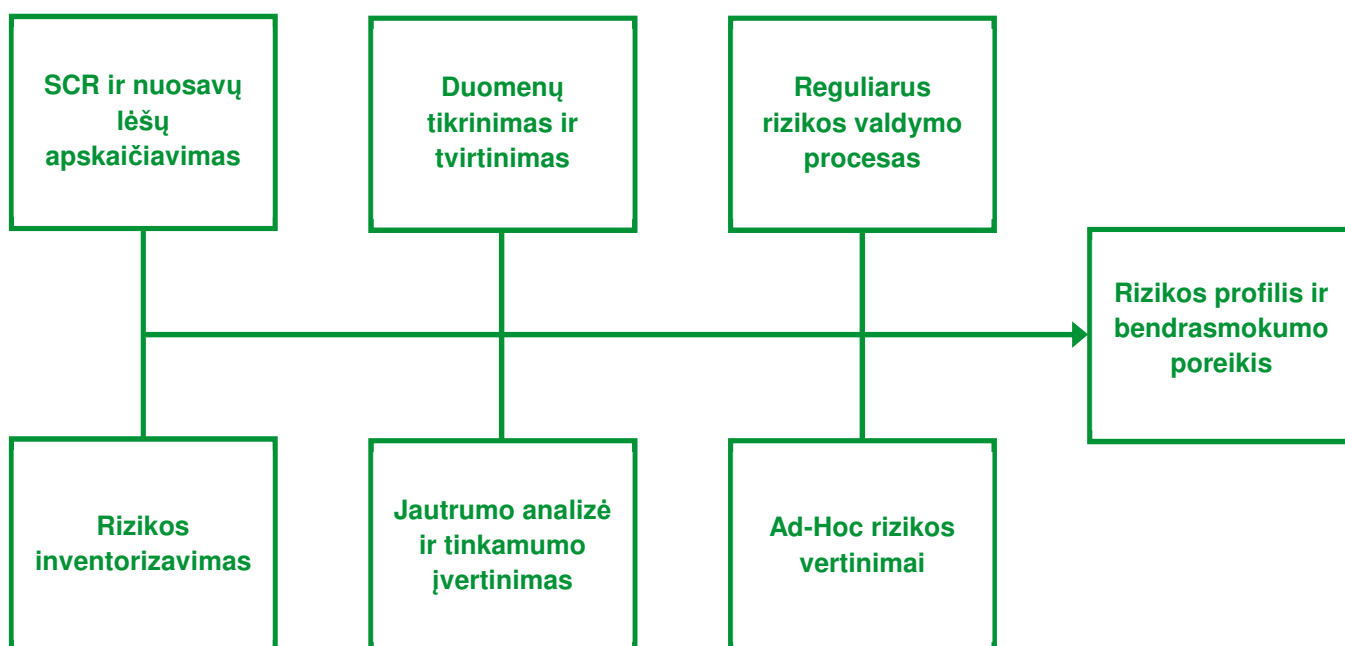 SCR ir nuosavų
lėšų
apskaičiavimas
Duomenų
tikrinimas ir
tvirtinimas
Reguliarus
rizikos valdymo
procesas
Rizikos profilis ir
bendrasmokumo
poreikis
Rizikos
inventorizavimas
Jautrumo analizė
ir tinkamumo
įvertinimas
Ad-Hoc rizikos
vertinimai